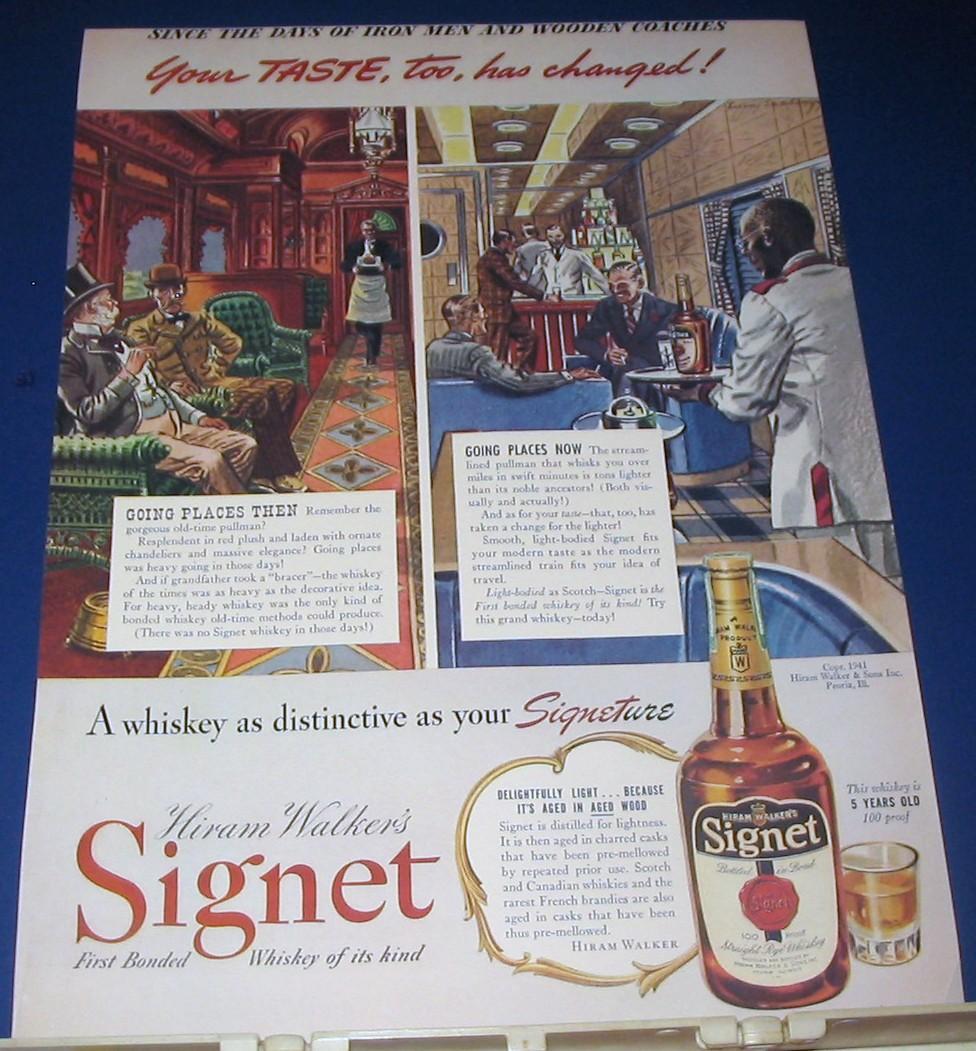 SINCE THE DAYS OF IRON MEN AND WOODEN COACHES
Your TASTE, too, has changed!
GOING PLACES THEN Remember the
gorgeous old-time pullman?
Resplendent in red plush and laden with ornate
chandeliers and massive elegance? Going places
was heavy going in those days!
And if grandfather took a "bracer"—the whiskey
of the times was as heavy as the decorative idea.
For heavy, heady whiskey was the only kind of
bonded whiskey old-time methods could produce.
(There was no Signet whiskey in those days!)
GOING PLACES NOW The stream-
lined pullman that whisks you over
miles in swift minutes is tons lighter
than its noble ancestors! (Both vis-
ually and actually!)
And as for your taste—that, too, has
taken a change for the lighter!
Smooth, light-bodied Signet fits
your modern taste as the modern
streamlined train fits your idea of
travel.
Light-bodied as Scotch—Signet is the
First bonded whiskey of its kind! Try
this grand whiskey—today!
Copr. 1941
Hiram Walker & Sons Inc.
Peoria, Ill.
A whiskey as distinctive as your Signeture
Hiram Walker's
Signet
First Bonded Whiskey of its kind
DELIGHTFULLY LIGHT... BECAUSE
IT'S AGED IN AGED WOOD
Signet is distilled for lightness.
It is then aged in charred casks
that have been pre-mellowed
by repeated prior use. Scotch
and Canadian whiskies and the
rarest French brandies are also
aged in casks that have been
thus pre-mellowed.
HIRAM WALKER
A
HIRAM WALKER
PRODUCT
W
HIRAM WALKER'S
Signet
Bottled in Bond
Signet
100 Proof
Straight Rye Whiskey
This whiskey is
5 YEARS OLD
100 proof